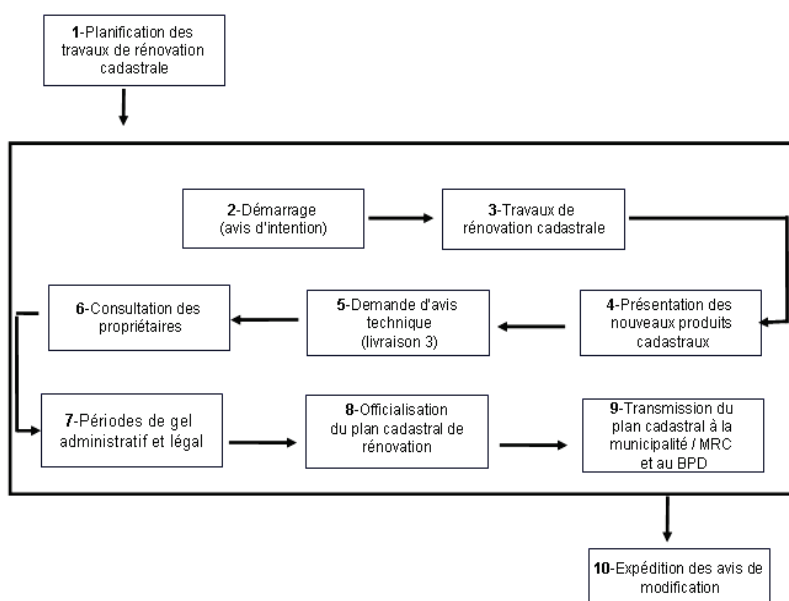 1-Planification des
travaux de rénovation
cadastrale
2-Démarrage
(avis d'intention)
3-Travaux de
rénovation cadastrale
4-Présentation des
nouveaux produits
cadastraux
5-Demande d'avis
technique
(livraison 3)
6-Consultation des
propriétaires
7-Périodes de gel
administratif et légal
8-Officialisation
du plan cadastral de
rénovation
9-Transmission du
plan cadastral à la
municipalité / MRC
et au BPD
10-Expédition des avis de
modification